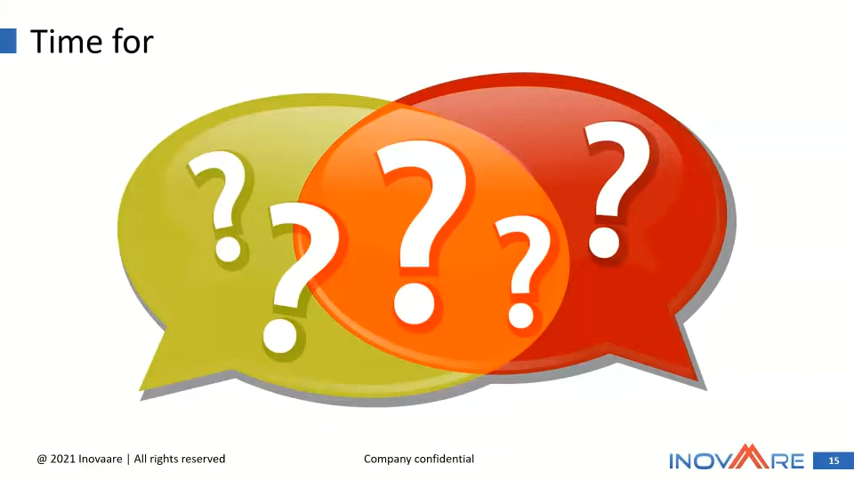 Time for
? ? ? ? ?
@ 2021 Inovaare | All rights reserved
Company confidential
INOVAARE
15